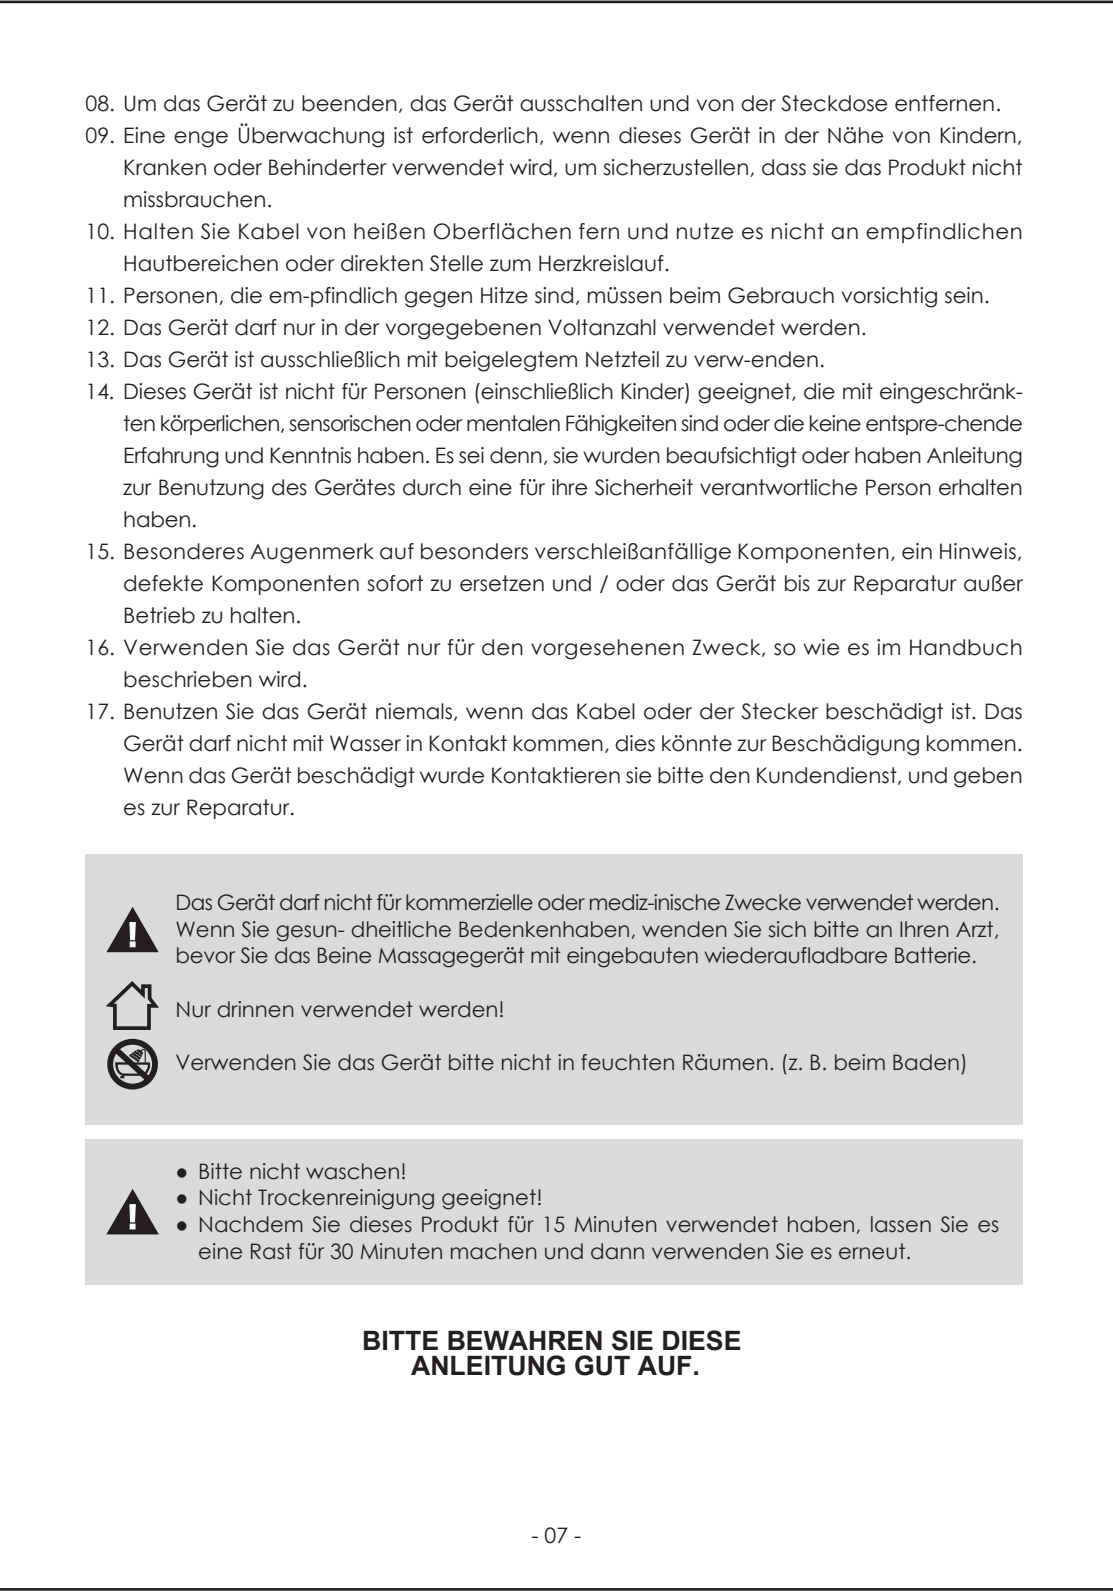 08. Um das Gerät zu beenden, das Gerät ausschalten und von der Steckdose entfernen.
09. Eine enge Überwachung ist erforderlich, wenn dieses Gerät in der Nähe von Kindern,
Kranken oder Behinderter verwendet wird, um sicherzustellen, dass sie das Produkt nicht
missbrauchen.
10. Halten Sie Kabel von heißen Oberflächen fern und nutze es nicht an empfindlichen
Hautbereichen oder direkten Stelle zum Herzkreislauf.
11. Personen, die em-pfindlich gegen Hitze sind, müssen beim Gebrauch vorsichtig sein.
12. Das Gerät darf nur in der vorgegebenen Voltanzahl verwendet werden.
13. Das Gerät ist ausschließlich mit beigelegtem Netzteil zu verw-enden.
14. Dieses Gerät ist nicht für Personen (einschließlich Kinder) geeignet, die mit eingeschränk-
ten körperlichen, sensorischen oder mentalen Fähigkeiten sind oder die keine entspre-chende
Erfahrung und Kenntnis haben. Es sei denn, sie wurden beaufsichtigt oder haben Anleitung
zur Benutzung des Gerätes durch eine für ihre Sicherheit verantwortliche Person erhalten
haben.
15. Besonderes Augenmerk auf besonders verschleißanfällige Komponenten, ein Hinweis,
defekte Komponenten sofort zu ersetzen und / oder das Gerät bis zur Reparatur außer
Betrieb zu halten.
16. Verwenden Sie das Gerät nur für den vorgesehenen Zweck, so wie es im Handbuch
beschrieben wird.
17. Benutzen Sie das Gerät niemals, wenn das Kabel oder der Stecker beschädigt ist. Das
Gerät darf nicht mit Wasser in Kontakt kommen, dies könnte zur Beschädigung kommen.
Wenn das Gerät beschädigt wurde Kontaktieren sie bitte den Kundendienst, und geben
es zur Reparatur.
Das Gerät darf nicht für kommerzielle oder mediz-inische Zwecke verwendet werden.
Wenn Sie gesun- dheitliche Bedenkenhaben, wenden Sie sich bitte an Ihren Arzt,
bevor Sie das Beine Massagegerät mit eingebauten wiederaufladbare Batterie.
Nur drinnen verwendet werden!
Verwenden Sie das Gerät bitte nicht in feuchten Räumen. (z. B. beim Baden)
● Bitte nicht waschen!
● Nicht Trockenreinigung geeignet!
● Nachdem Sie dieses Produkt für 15 Minuten verwendet haben, lassen Sie es
eine Rast für 30 Minuten machen und dann verwenden Sie es erneut.
BITTE BEWAHREN SIE DIESE
ANLEITUNG GUT AUF.
- 07 -